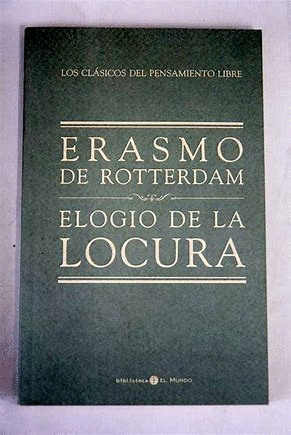 LOS CLÁSICOS DEL PENSAMIENTO LIBRE
ERASMO
DE ROTTERDAM
ELOGIO DE LA
LOCURA
biblioteca EL MUNDO